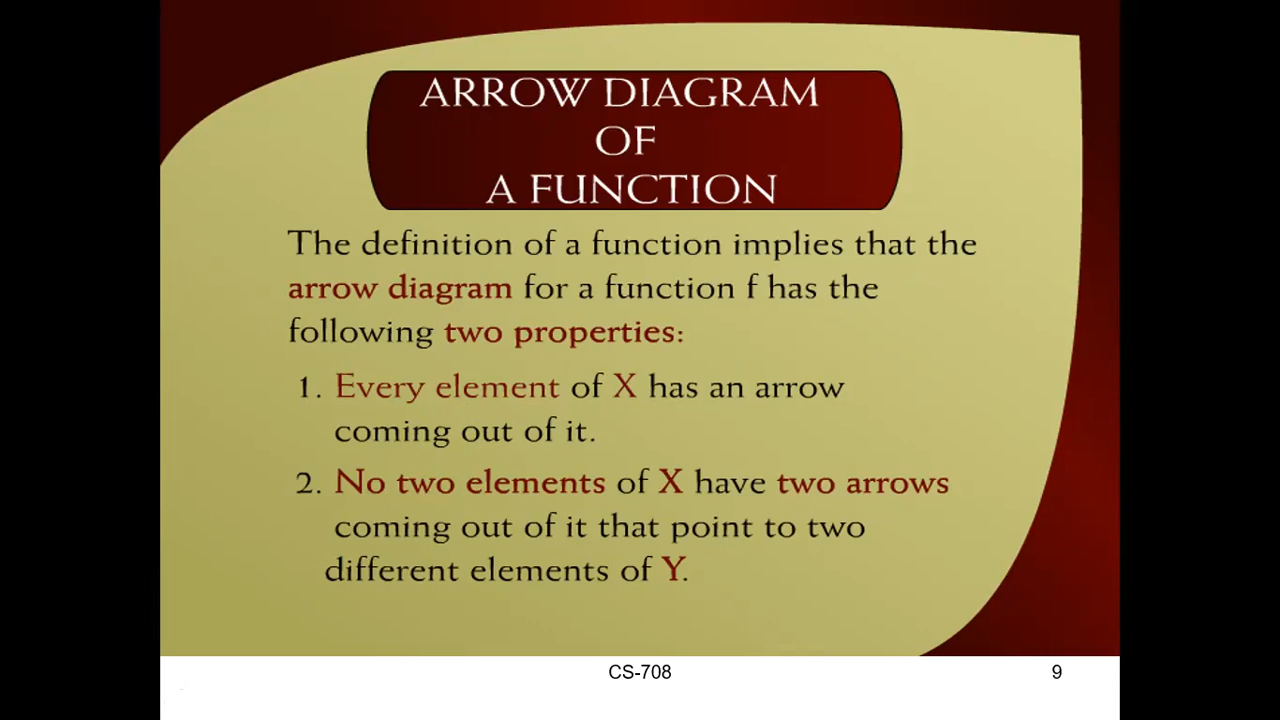 ARROW DIAGRAM
OF
A FUNCTION
The definition of a function implies that the
arrow diagram for a function f has the
following two properties:
1. Every element of X has an arrow
coming out of it.
2. No two elements of X have two arrows
coming out of it that point to two
different elements of Y.
CS-708
9